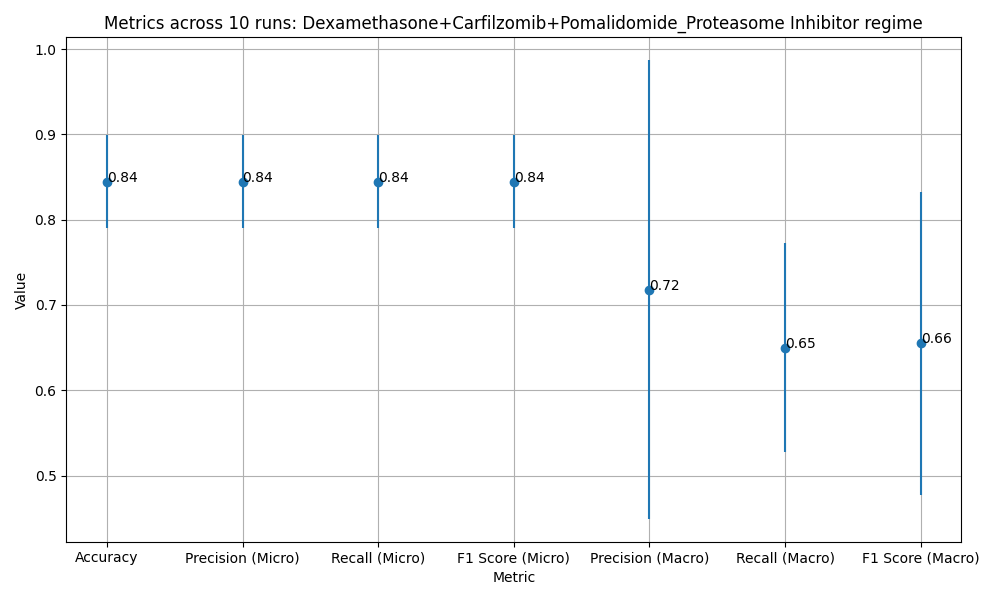 Metrics across 10 runs: Dexamethasone+Carfilzomib+Pomalidomide_Proteasome Inhibitor regime
Value
1.0
0.9
0.8
0.7
0.6
0.5
0.84
0.84
0.84
0.84
0.72
0.65
0.66
Accuracy
Precision (Micro)
Recall (Micro)
F1 Score (Micro)
Precision (Macro)
Recall (Macro)
F1 Score (Macro)
Metric